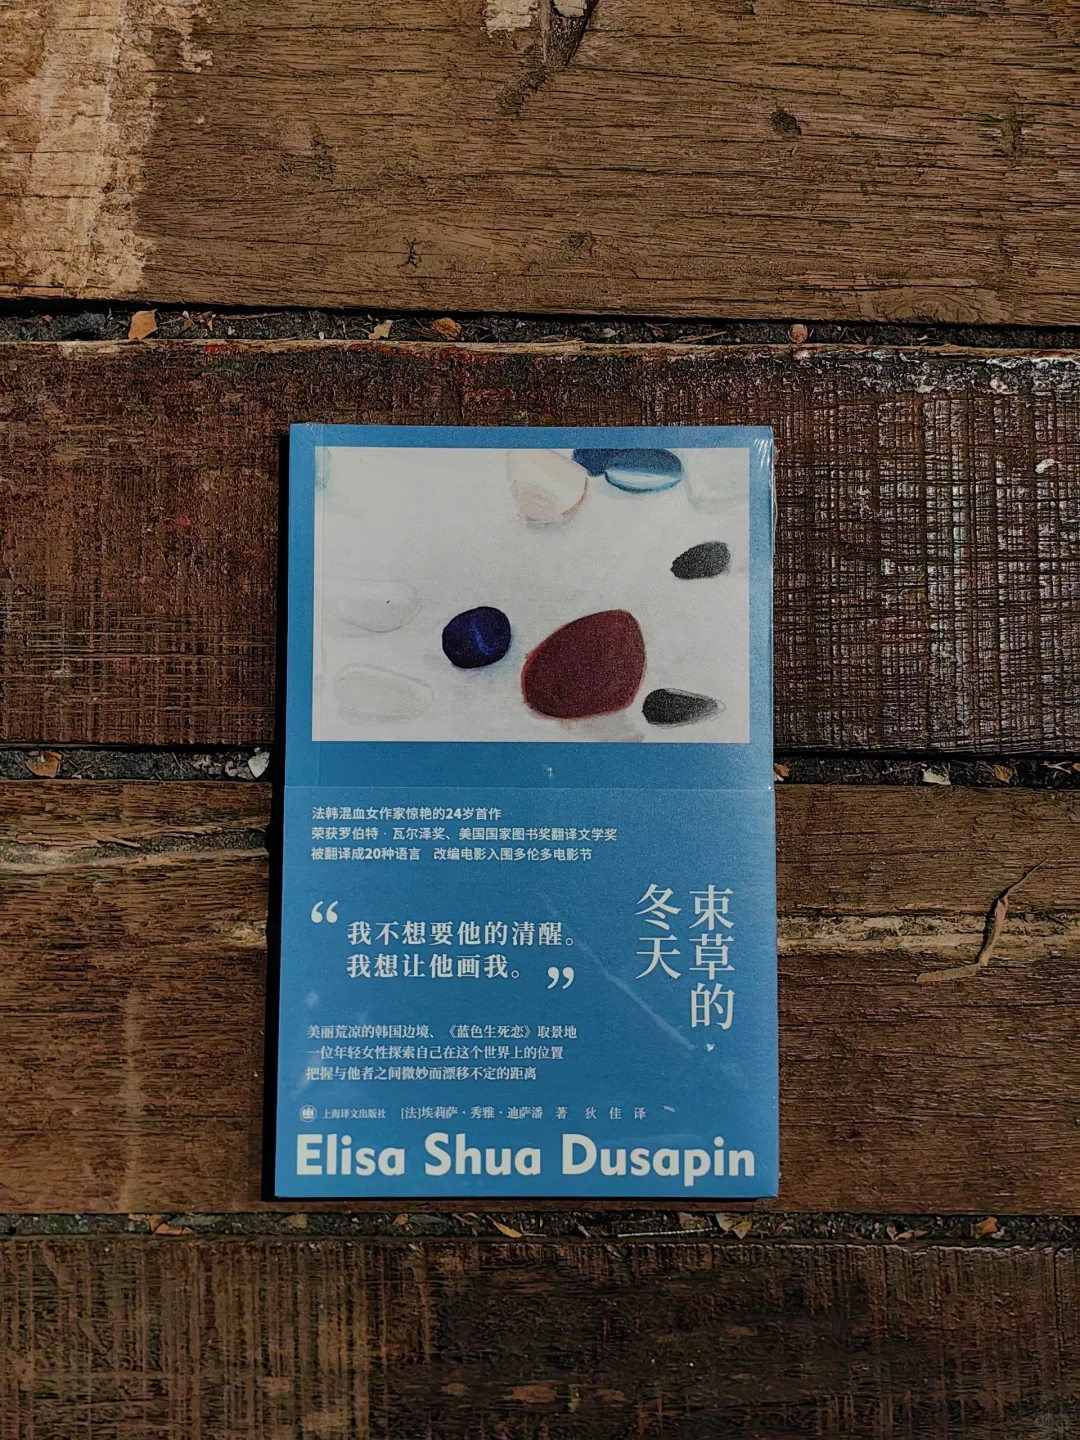 法韩混血女作家惊艳的24岁首作
荣获罗伯特·瓦尔泽奖、美国国家图书奖翻译文学奖
被翻译成20种语言 改编电影入围多伦多电影节
束草的
冬天
“我不想要他的清醒。
我想让他画我。”
美丽荒凉的韩国边境、《蓝色生死恋》取景地
一位年轻女性探索自己在这个世界上的位置
把握与他者之间微妙而漂移不定的距离
上海译文出版社 [法]埃莉萨·秀雅·迪萨潘 著 狄佳 译
Elisa Shua Dusapin